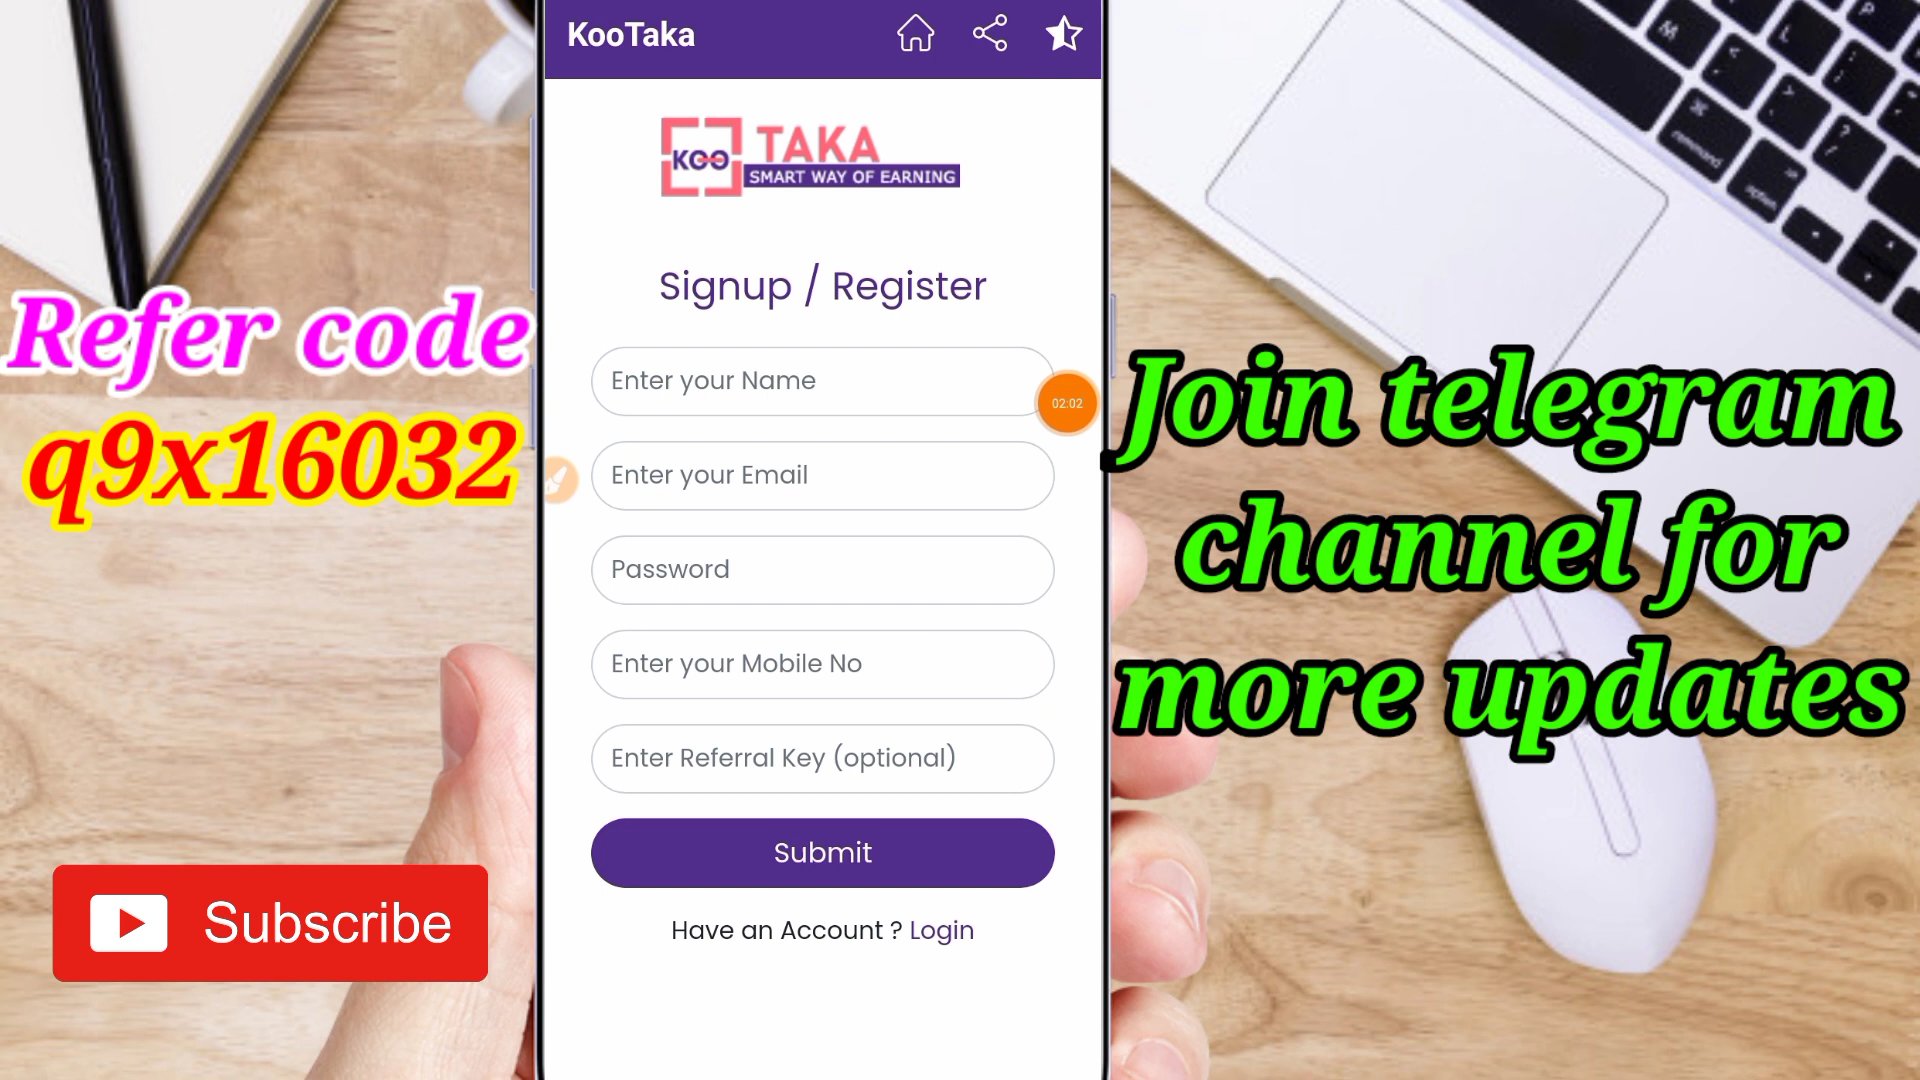 KooTaka
KOO
TAKA
SMART WAY OF EARNING
Signup / Register
Enter your Name
02:02
Enter your Email
Password
Enter your Mobile No
Enter Referral Key (optional)
Submit
Have an Account ? Login
Refer code
q9x16032
Subscribe
Join telegram
channel for
more updates
command
option